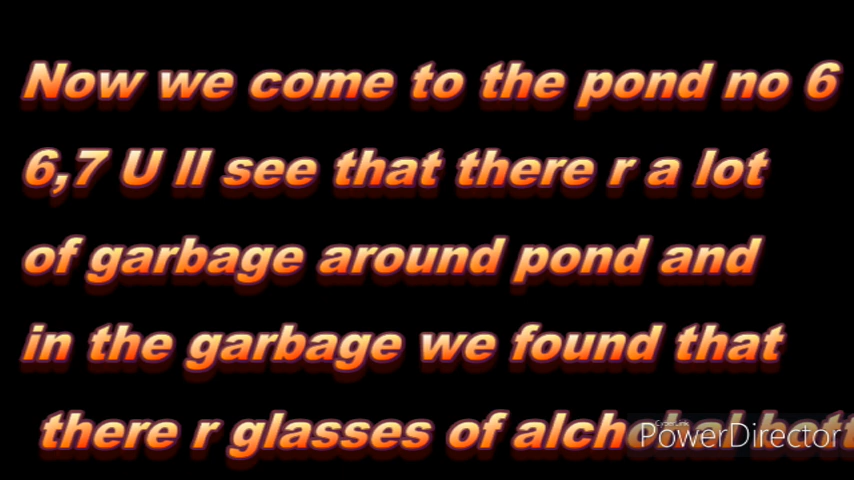 Now we come to the pond no 6
6,7 U ll see that there r a lot
of garbage around pond and
in the garbage we found that
there r glasses of
PowerDirector